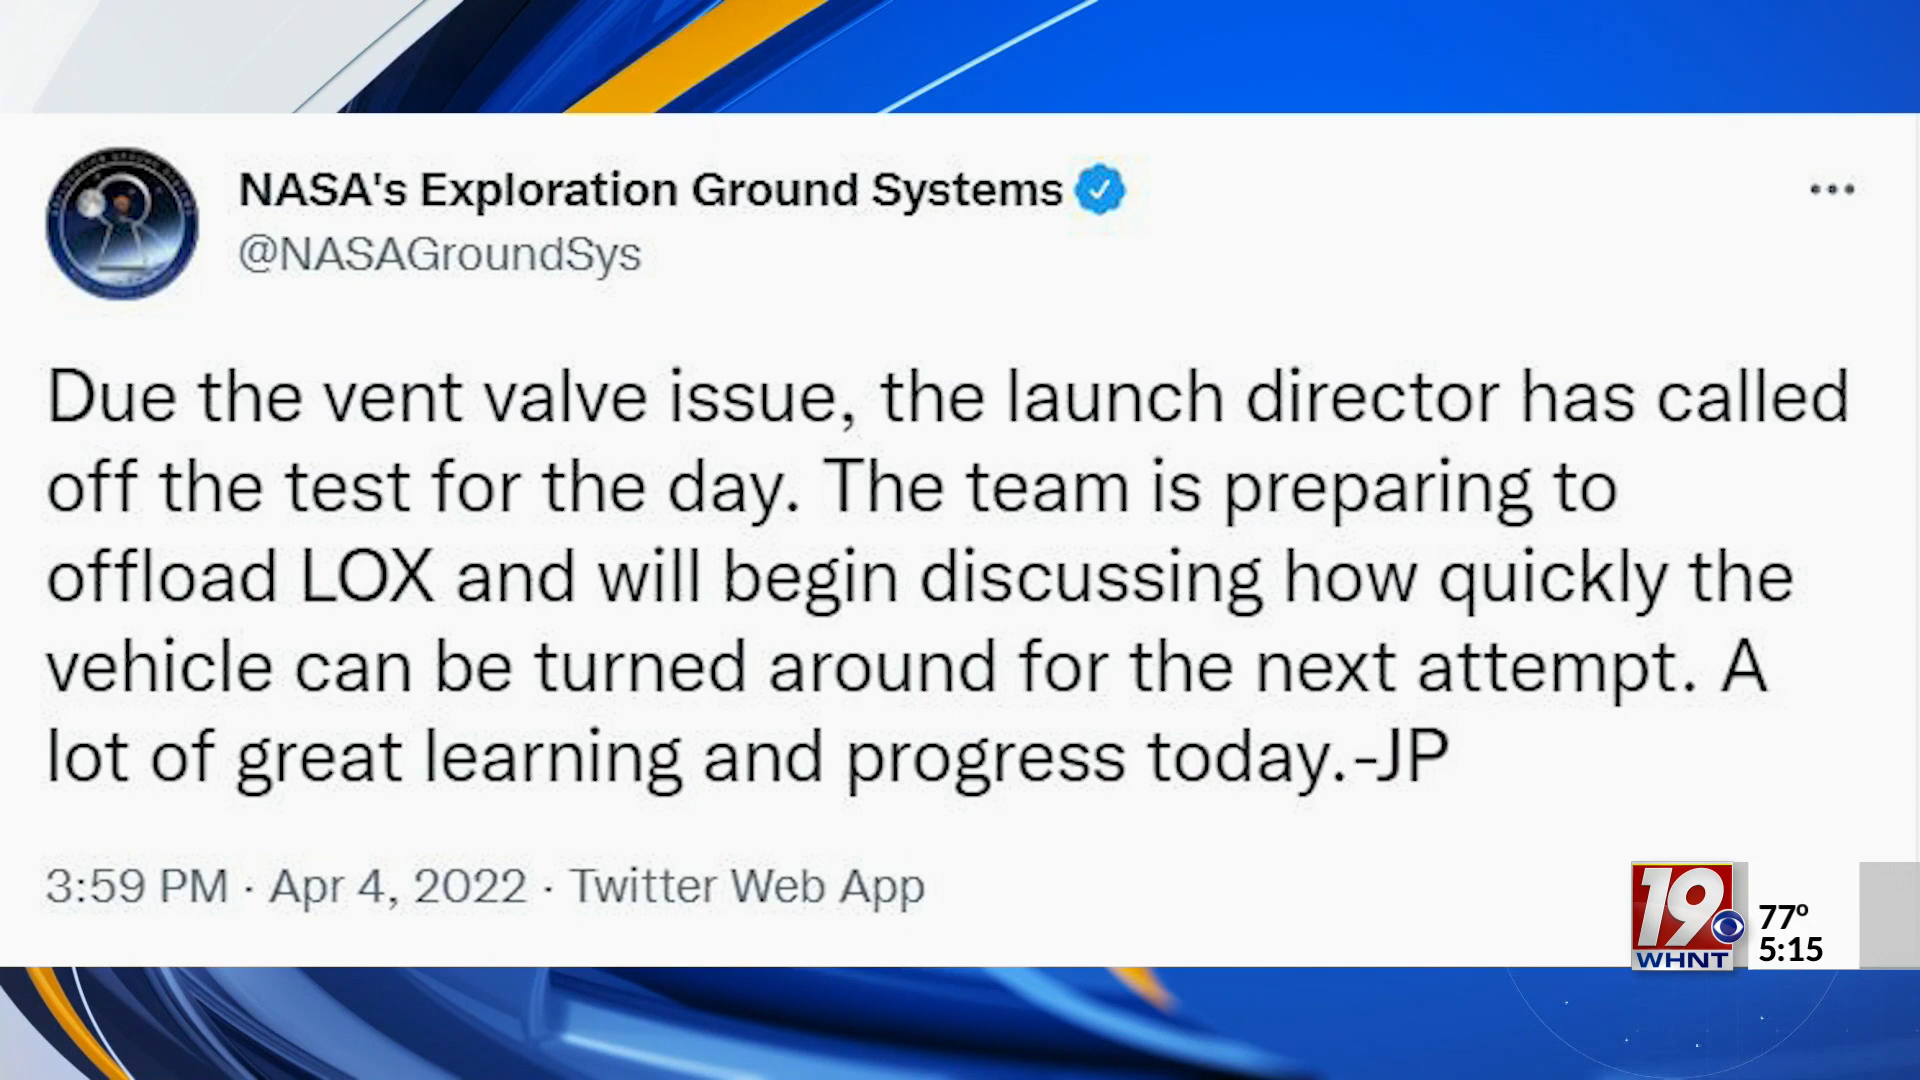 NASA's Exploration Ground Systems
@NASAGroundSys
Due the vent valve issue, the launch director has called
off the test for the day. The team is preparing to
offload LOX and will begin discussing how quickly the
vehicle can be turned around for the next attempt. A
lot of great learning and progress today.-JP
3:59 PM · Apr 4, 2022 · Twitter Web App
19
WHNT
77º
5:15